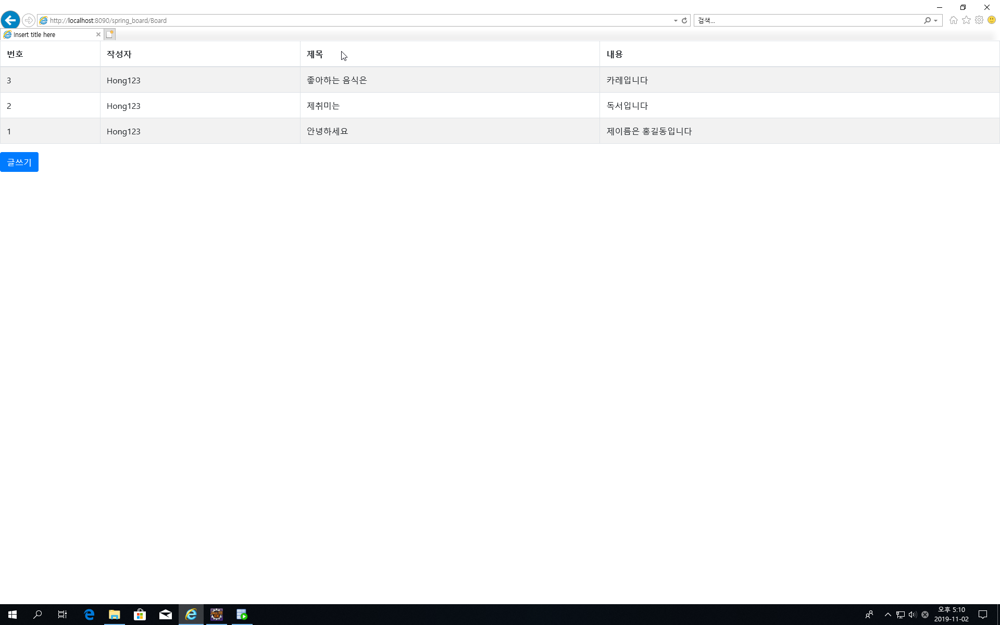 http://localhost:8090/spring_board/Board
검색...
Insert title here
번호 작성자 제목 내용
3 Hong123 좋아하는 음식은 카레입니다
2 Hong123 제취미는 독서입니다
1 Hong123 안녕하세요 제이름은 홍길동입니다
글쓰기
오후 5:10
2019-11-02